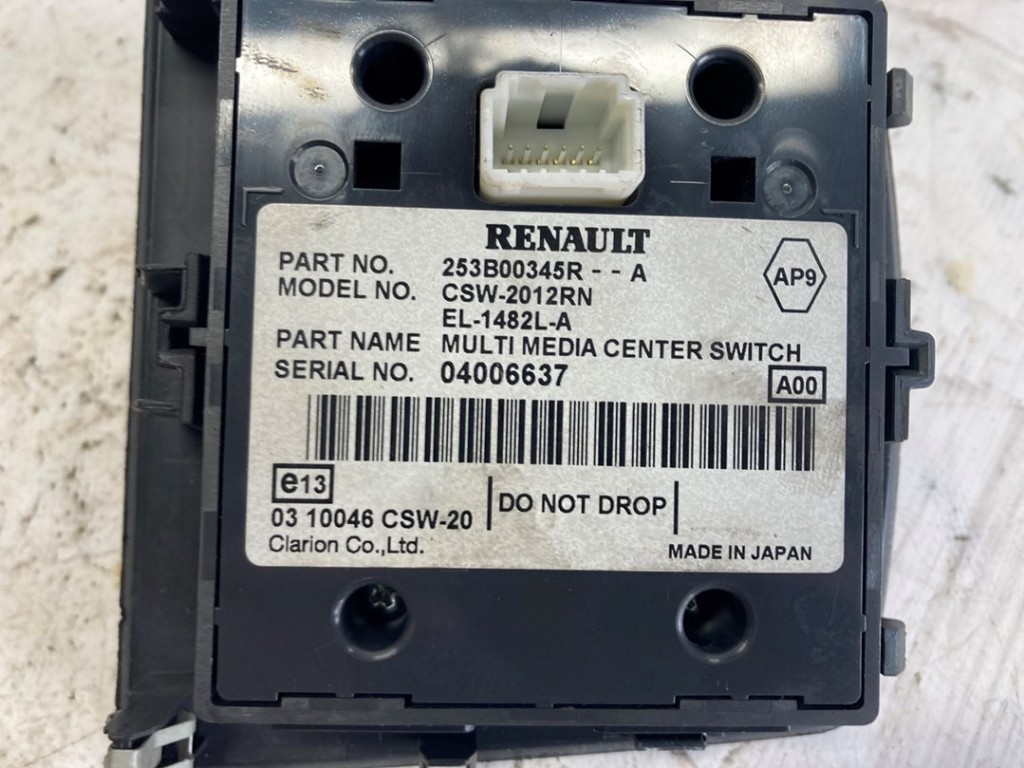 RENAULT
PART NO. 253B00345R - - A
AP9
MODEL NO. CSW-2012RN
EL-1482L-A
PART NAME MULTI MEDIA CENTER SWITCH
SERIAL NO. 04006637
A00
e13
03 10046 CSW-20
DO NOT DROP
Clarion Co.,Ltd.
MADE IN JAPAN